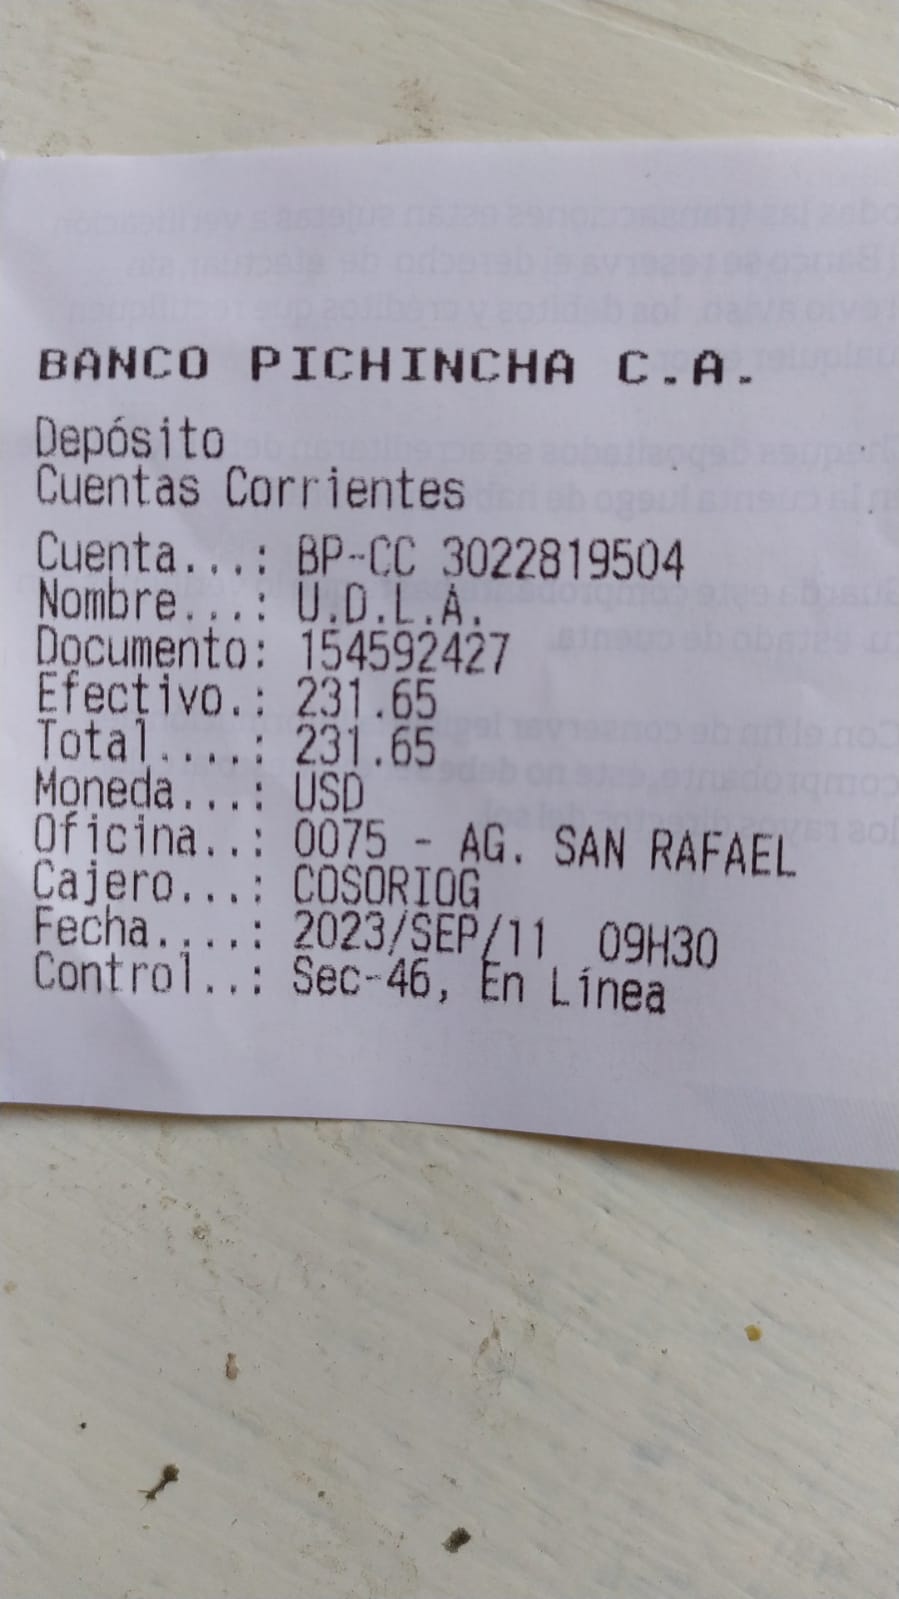 BANCO PICHINCHA C.A.
Depósito
Cuentas Corrientes
Cuenta...: BP-CC 3022819504
Nombre...: U.D.L.A.
Documento: 154592427
Efectivo.: 231.65
Total....: 231.65
Moneda...: USD
Oficina..: 0075 - AG. SAN RAFAEL
Cajero...: COSORIOG
Fecha....: 2023/SEP/11 09H30
Control..: Sec-46, En Línea